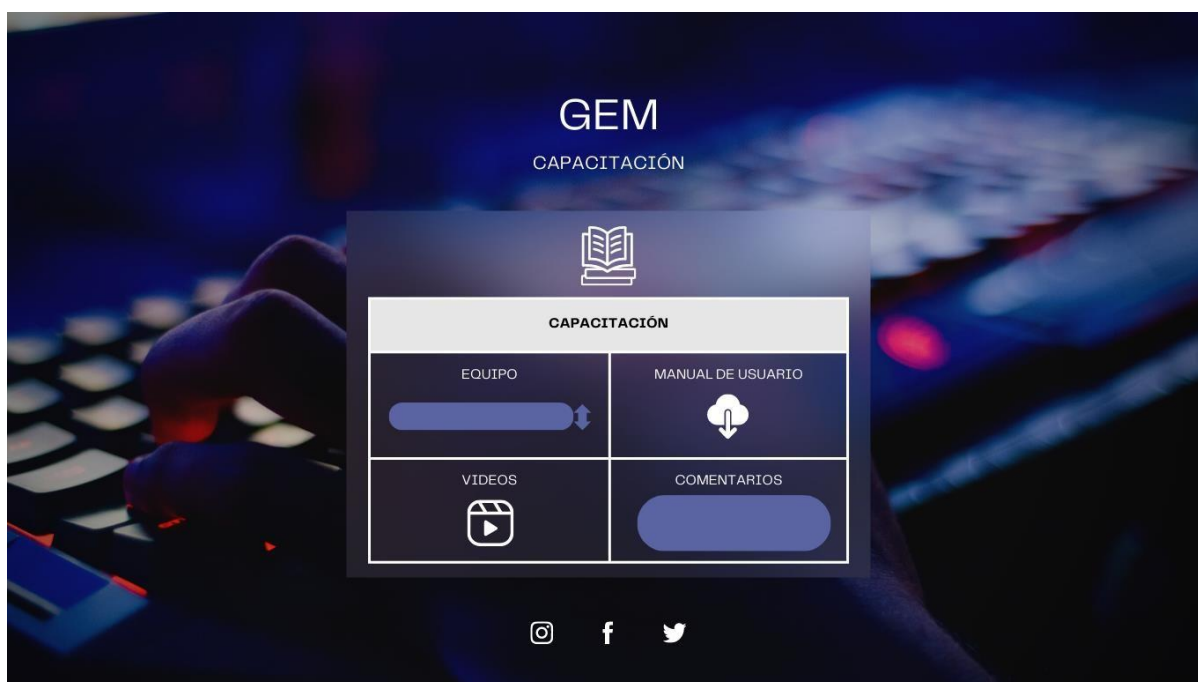 GEM
CAPACITACIÓN
CAPACITACIÓN
EQUIPO
MANUAL DE USUARIO
VIDEOS
COMENTARIOS